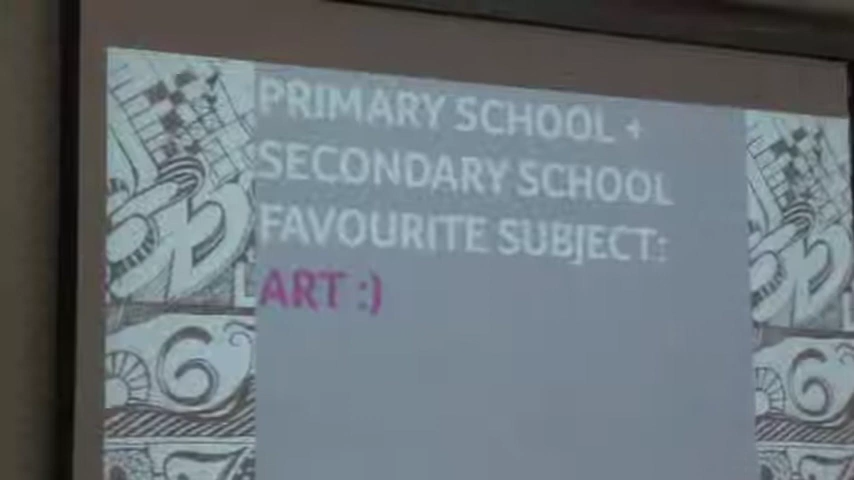 PRIMARY SCHOOL +
SECONDARY SCHOOL
FAVOURITE SUBJECT:
ART :)